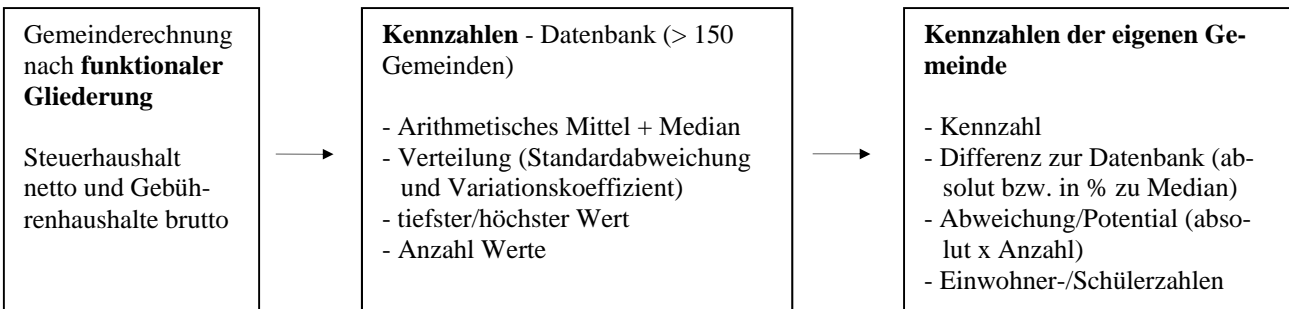 Gemeinderechnung
nach funktionaler
Gliederung
Steuerhaushalt
netto und Gebüh-
renhaushalte brutto
Kennzahlen - Datenbank (> 150
Gemeinden)
- Arithmetisches Mittel + Median
- Verteilung (Standardabweichung
und Variationskoeffizient)
- tiefster/höchster Wert
- Anzahl Werte
Kennzahlen der eigenen Ge-
meinde
- Kennzahl
- Differenz zur Datenbank (ab-
solut bzw. in % zu Median)
- Abweichung/Potential (abso-
lut x Anzahl)
- Einwohner-/Schülerzahlen